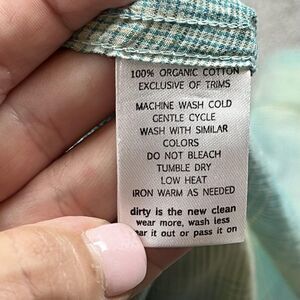 100% ORGANIC COTTON
EXCLUSIVE OF TRIMS
MACHINE WASH COLD
GENTLE CYCLE
WASH WITH SIMILAR
COLORS
DO NOT BLEACH
TUMBLE DRY
LOW HEAT
IRON WARM AS NEEDED
dirty is the new clean
wear more, wash less
it out or pass it on